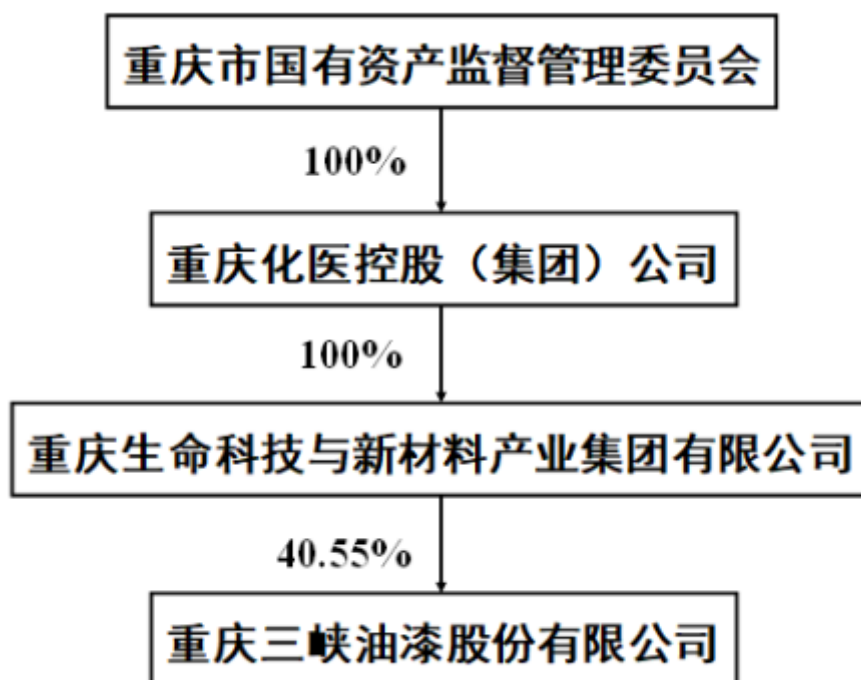 重庆市国有资产监督管理委员会
100%
重庆化医控股（集团）公司
100%
重庆生命科技与新材料产业集团有限公司
40.55%
重庆三峡油漆股份有限公司